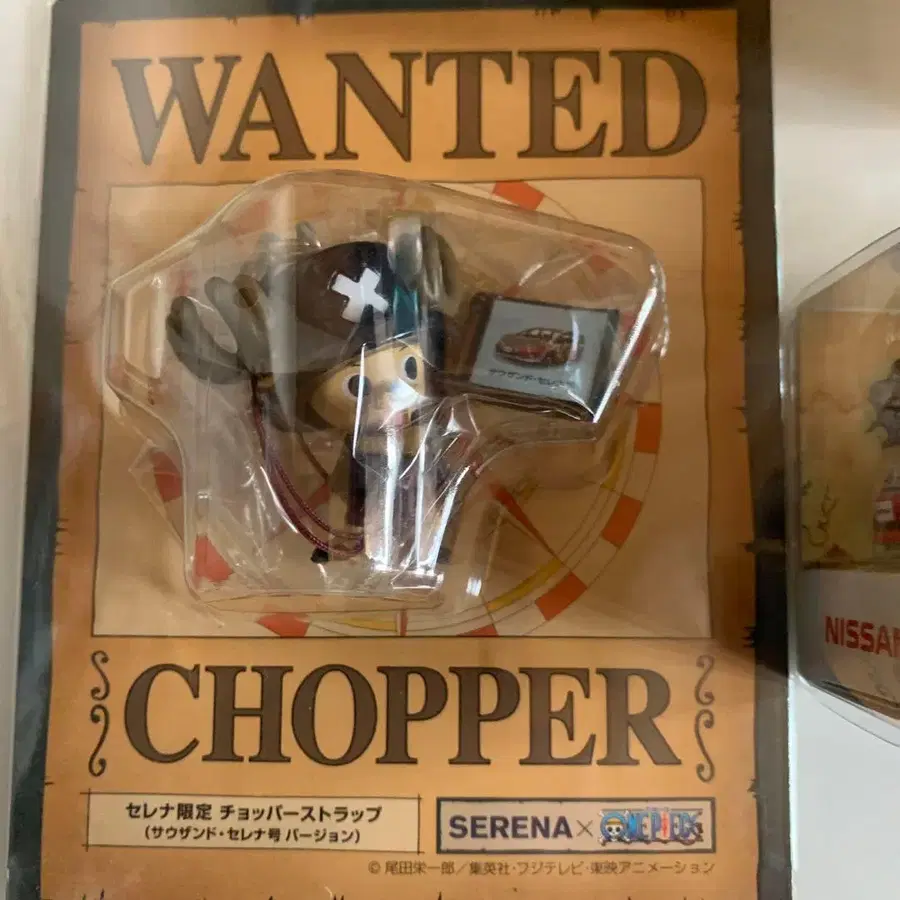 WANTED
サウザンド・セレナ号
CHOPPER
セレナ限定 チョッパーストラップ
(サウザンド・セレナ号 バージョン)
SERENA × ONE PIECE
© 尾田栄一郎/集英社・フジテレビ・東映アニメーション
NISSAN